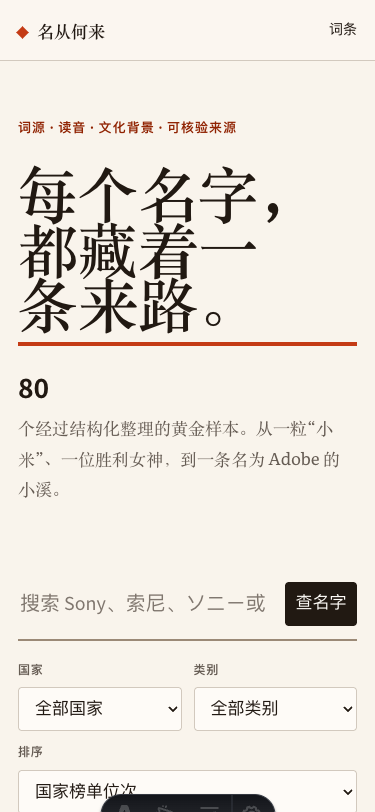 名从何来
词条
词源 · 读音 · 文化背景 · 可核验来源
每个名字，
都藏着一
条来路。
80
个经过结构化整理的黄金样本。从一粒“小
米”、一位胜利女神，到一条名为 Adobe 的
小溪。
搜索 Sony、索尼、ソニー或
查名字
国家
类别
全部国家
全部类别
排序
国家榜单位次